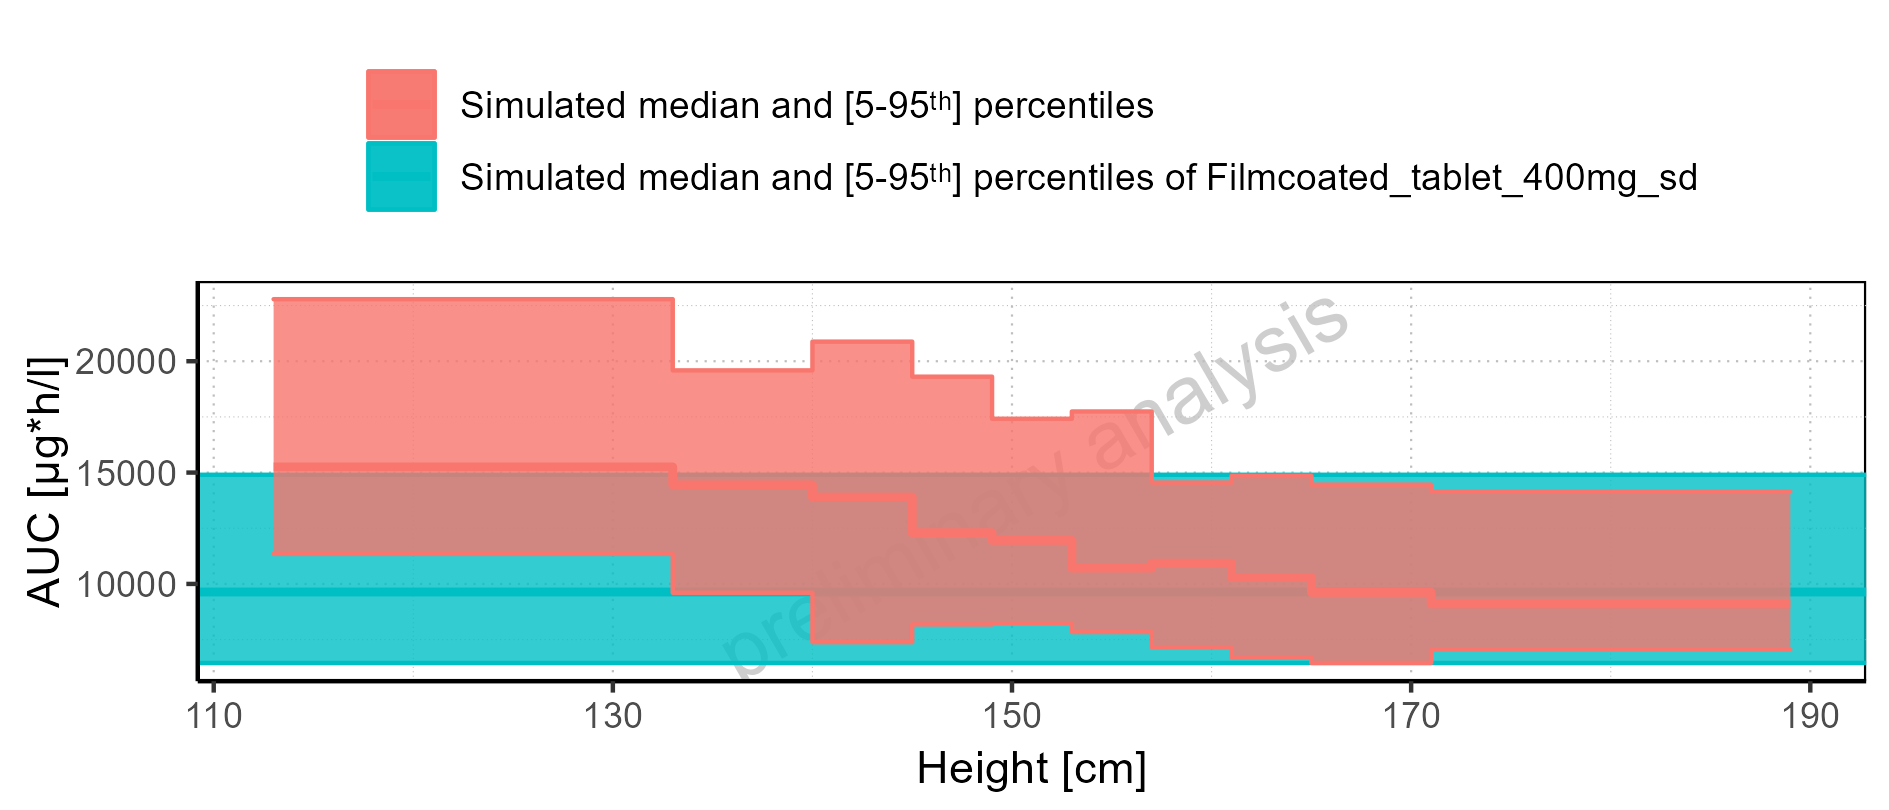 Simulated median and [5-95th] percentiles
Simulated median and [5-95th] percentiles of Filmcoated_tablet_400mg_sd
preliminary analysis
AUC [µg*h/l]
20000
15000
10000
110 130 150 170 190
Height [cm]